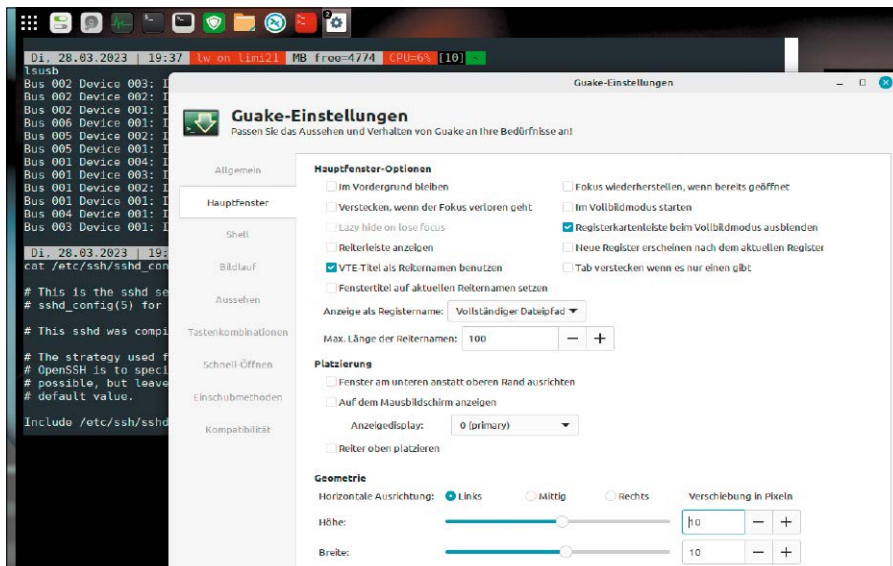 2
Di, 28.03.2023 | 19:37 lw on limi21 MB free=4774 CPU=6% [10] ~
lsusb
Bus 002 Device 003: I
Bus 002 Device 002: I
Bus 002 Device 001: I
Bus 006 Device 001: I
Bus 005 Device 002: I
Bus 005 Device 001: I
Bus 001 Device 004: I
Bus 001 Device 003: I
Bus 001 Device 002: I
Bus 001 Device 001: I
Bus 004 Device 001: I
Bus 003 Device 001: I
Di, 28.03.2023 | 19:
cat /etc/ssh/sshd_con
# This is the sshd se
# sshd_config(5) for
# This sshd was compi
# The strategy used f
# OpenSSH is to speci
# possible, but leave
# default value.
Include /etc/ssh/sshd
Guake-Einstellungen
Guake-Einstellungen
Passen Sie das Aussehen und Verhalten von Guake an Ihre Bedürfnisse an!
Allgemein
Hauptfenster
Shell
Bildlauf
Aussehen
Tastenkombinationen
Schnell-Öffnen
Einschubmethoden
Kompatibilität
Hauptfenster-Optionen
Im Vordergrund bleiben
Fokus wiederherstellen, wenn bereits geöffnet
Verstecken, wenn der Fokus verloren geht
Im Vollbildmodus starten
Lazy hide on lose focus
Registerkartenleiste beim Vollbildmodus ausblenden
Reiterleiste anzeigen
Neue Register erscheinen nach dem aktuellen Register
VTE-Titel als Reiternamen benutzen
Tab verstecken wenn es nur einen gibt
Fenstertitel auf aktuellen Reiternamen setzen
Anzeige als Registername: Vollständiger Dateipfad
Max. Länge der Reiternamen: 100 − +
Platzierung
Fenster am unteren anstatt oberen Rand ausrichten
Auf dem Mausbildschirm anzeigen
Anzeigedisplay: 0 (primary)
Reiter oben platzieren
Geometrie
Horizontale Ausrichtung: Links Mittig Rechts Verschiebung in Pixeln
Höhe: 10 − +
Breite: 10 − +